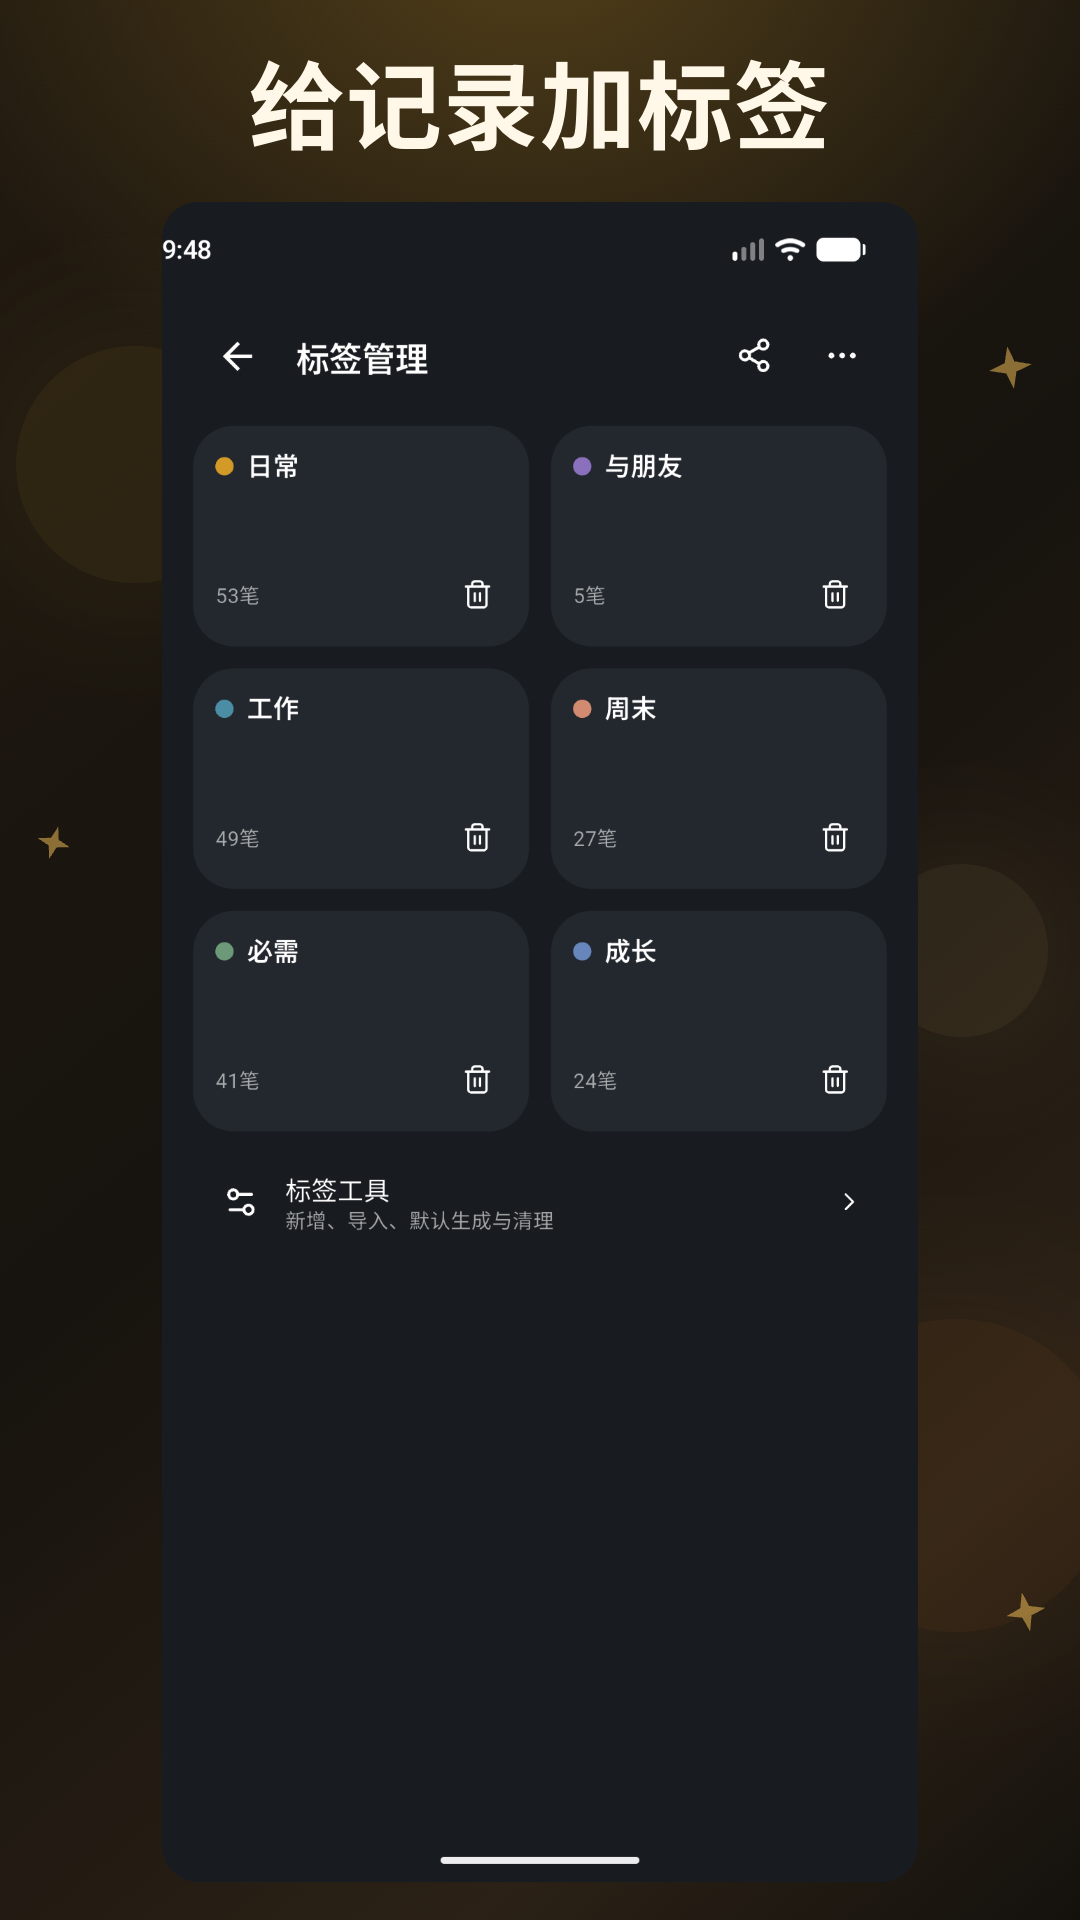 给记录加标签
9:48
标签管理
日常
与朋友
53笔
5笔
工作
周末
49笔
27笔
必需
成长
41笔
24笔
标签工具
新增、导入、默认生成与清理